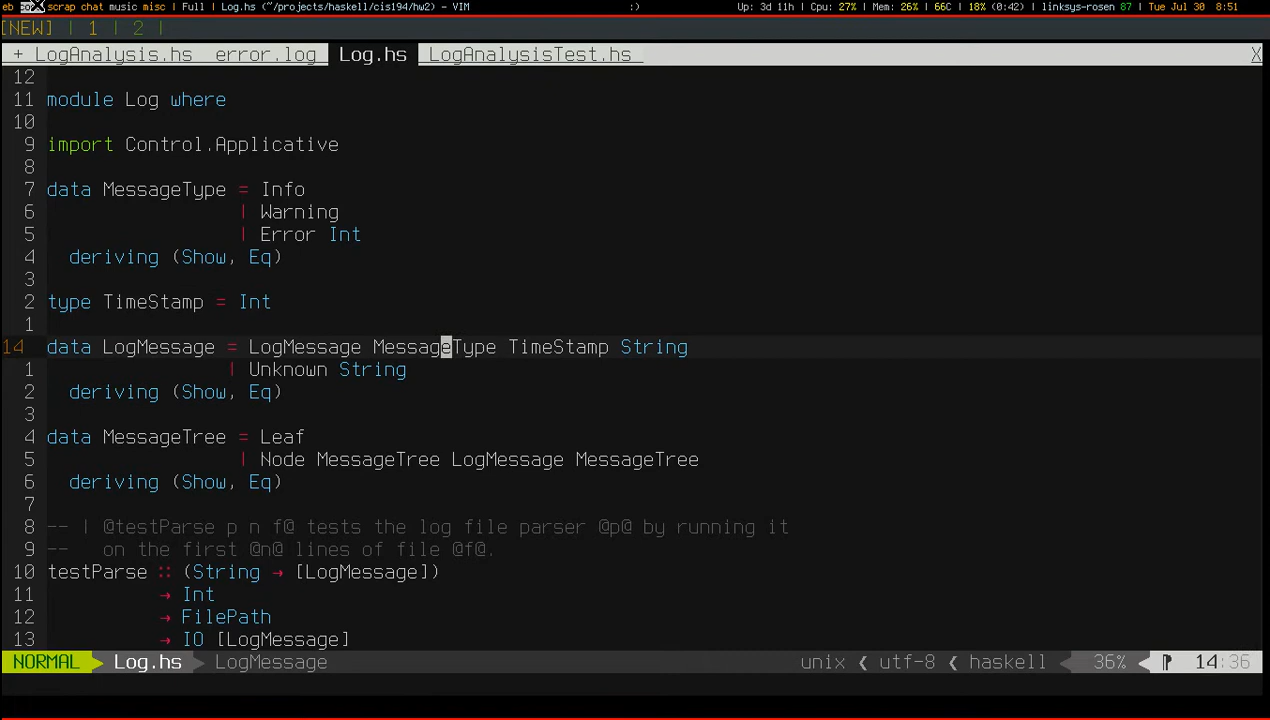 eb scrap chat music misc | Full | Log.hs (~/projects/haskell/cis194/hw2) - VIM :) Up: 3d 11h | Cpu: 27% | Mem: 26% | 66C | 18% (0:42) | linksys-rosen 87 | Tue Jul 30 8:51
[NEW] | 1 | 2 |
+ LogAnalysis.hs error.log Log.hs LogAnalysisTest.hs X
12
11 module Log where
10
9 import Control.Applicative
8
7 data MessageType = Info
6 | Warning
5 | Error Int
4 deriving (Show, Eq)
3
2 type TimeStamp = Int
1
14 data LogMessage = LogMessage MessageType TimeStamp String
1 | Unknown String
2 deriving (Show, Eq)
3
4 data MessageTree = Leaf
5 | Node MessageTree LogMessage MessageTree
6 deriving (Show, Eq)
7
8 -- | @testParse p n f@ tests the log file parser @p@ by running it
9 -- on the first @n@ lines of file @f@.
10 testParse :: (String → [LogMessage])
11 → Int
12 → FilePath
13 → IO [LogMessage]
NORMAL Log.hs LogMessage unix ❮ utf-8 ❮ haskell 36% 14:36